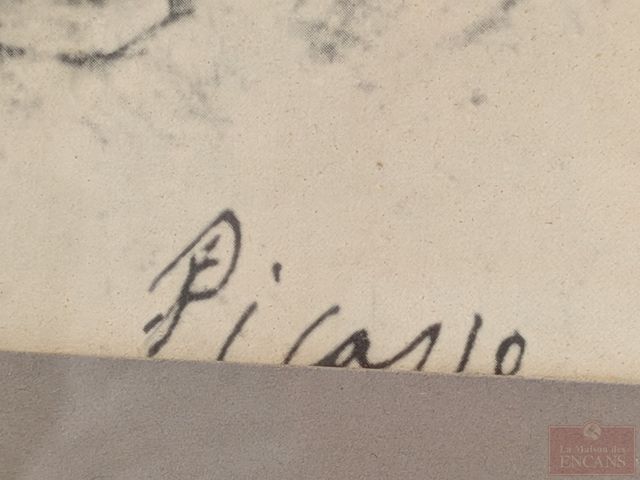 Picasso
La Maison des
ENCANS